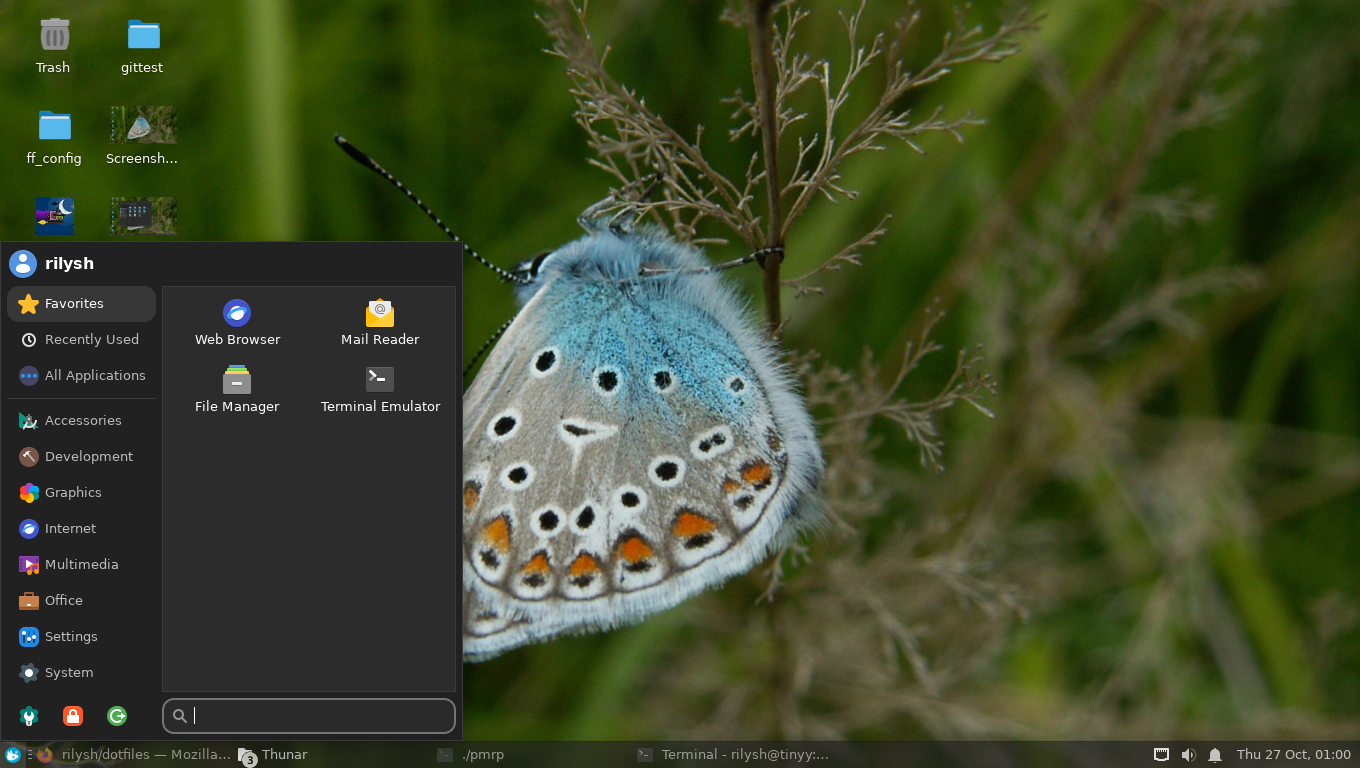 Trash
gittest
ff_config
Screensh...
rilysh
Favorites
Recently Used
All Applications
Accessories
Development
Graphics
Internet
Multimedia
Office
Settings
System
Web Browser
Mail Reader
File Manager
Terminal Emulator
rilysh/dotfiles — Mozilla...
3
Thunar
./pmrp
Terminal - rilysh@tinyy:...
Thu 27 Oct, 01:00